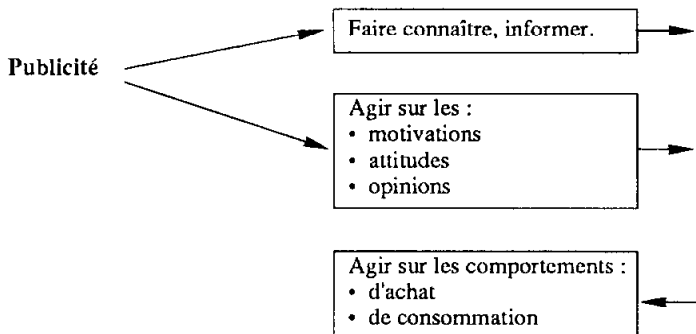 Faire connaître, informer.
Publicité
Agir sur les :
• motivations
• attitudes
• opinions
Agir sur les comportements :
• d'achat
• de consommation